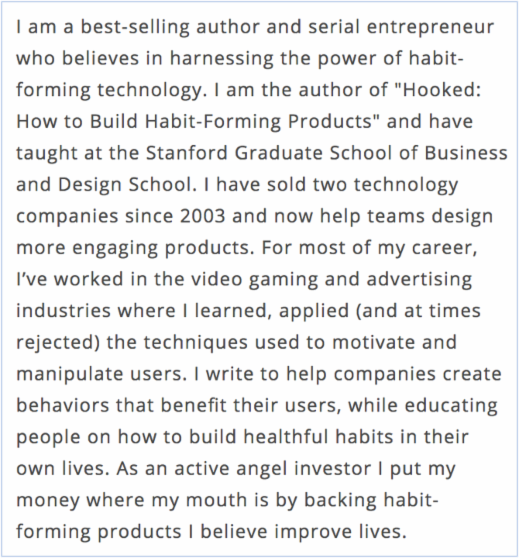 I am a best-selling author and serial entrepreneur
who believes in harnessing the power of habit-
forming technology. I am the author of "Hooked:
How to Build Habit-Forming Products" and have
taught at the Stanford Graduate School of Business
and Design School. I have sold two technology
companies since 2003 and now help teams design
more engaging products. For most of my career,
I’ve worked in the video gaming and advertising
industries where I learned, applied (and at times
rejected) the techniques used to motivate and
manipulate users. I write to help companies create
behaviors that benefit their users, while educating
people on how to build healthful habits in their
own lives. As an active angel investor I put my
money where my mouth is by backing habit-
forming products I believe improve lives.